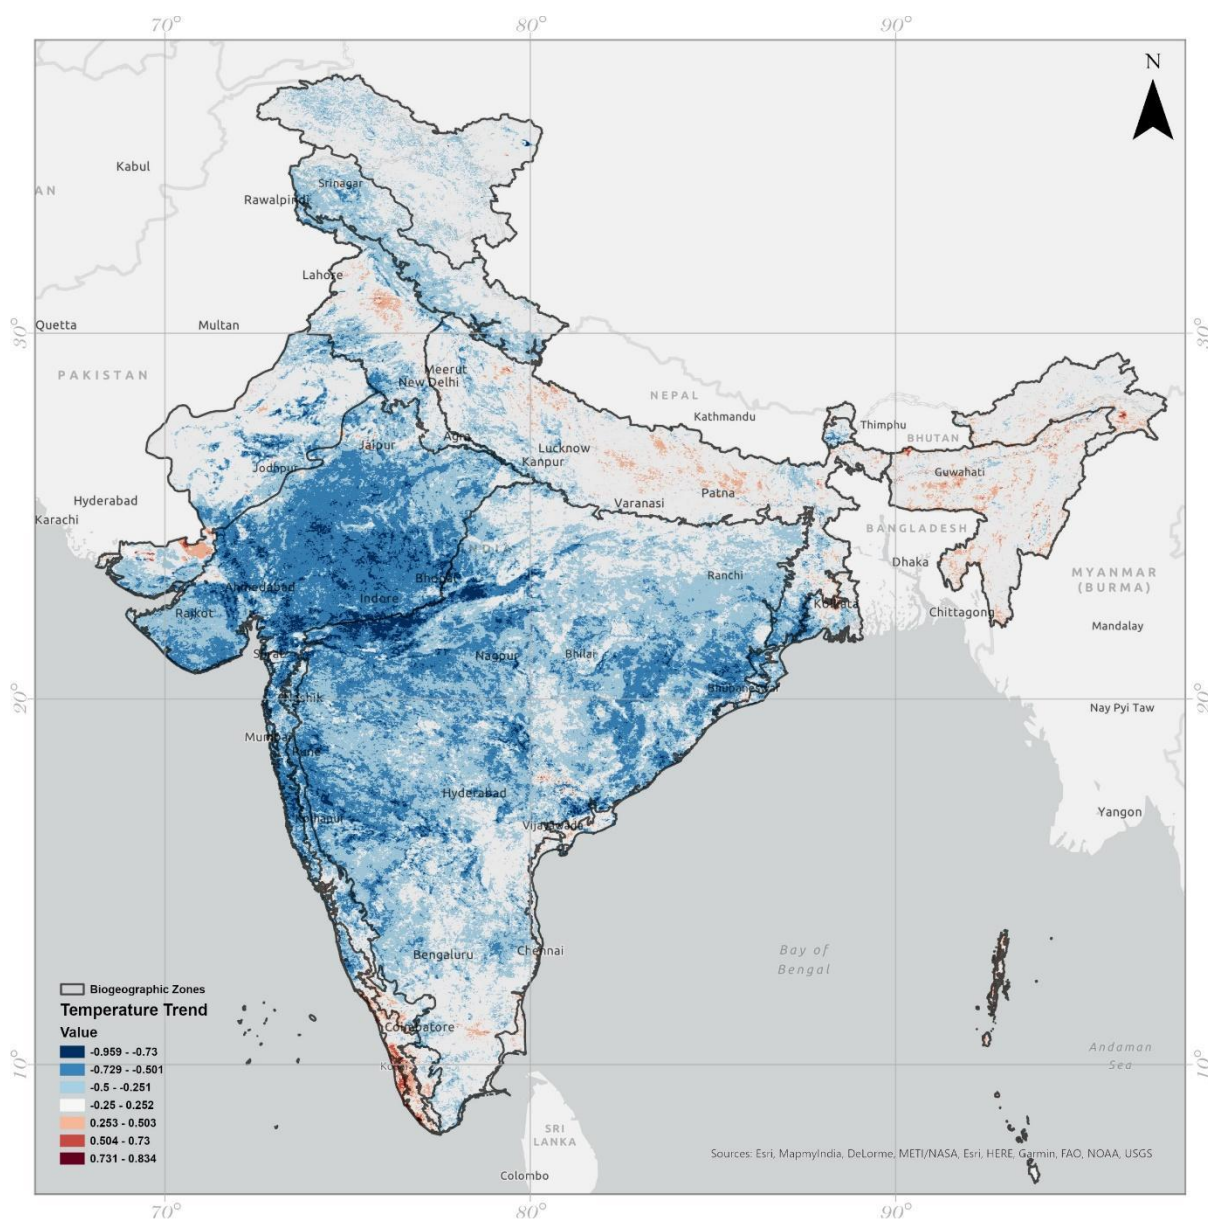 70°
80°
90°
N
Kabul
AN
Srinagar
Rawalpindi
Lahore
30°
Quetta
Multan
30°
PAKISTAN
Meerut
New Delhi
NEPAL
Kathmandu
Thimphu
BHUTAN
Jaipur
Agra
Lucknow
Kanpur
Guwahati
Jodhpur
Hyderabad
Karachi
Varanasi
Patna
BANGLADESH
INDIA
Dhaka
MYANMAR
(BURMA)
Ahmedabad
Bhopal
Ranchi
Indore
Kolkata
Chittagong
Mandalay
Rajkot
Surat
Nagpur
Bhilai
20°
Nashik
Bhubaneswar
20°
Nay Pyi Taw
Mumbai
Pune
Hyderabad
Kolhapur
Vijayawada
Yangon
Bengaluru
Chennai
Bay of
Bengal
Biogeographic Zones
Temperature Trend
Value
-0.959 - -0.73
-0.729 - -0.501
-0.5 - -0.251
-0.25 - 0.252
0.253 - 0.503
0.504 - 0.73
0.731 - 0.834
Coimbatore
Andaman
Sea
10°
10°
SRI
LANKA
Colombo
Sources: Esri, MapmyIndia, DeLorme, METI/NASA, Esri, HERE, Garmin, FAO, NOAA, USGS
70°
80°
90°